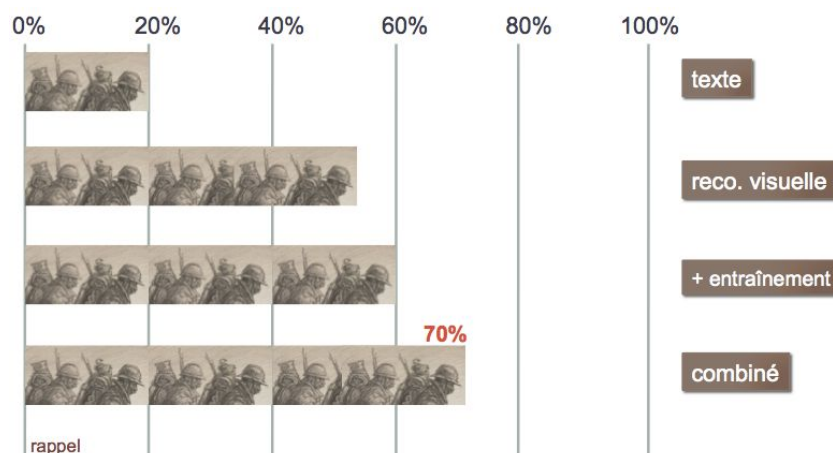 0% 20% 40% 60% 80% 100%
texte
reco. visuelle
+ entraînement
70%
combiné
rappel